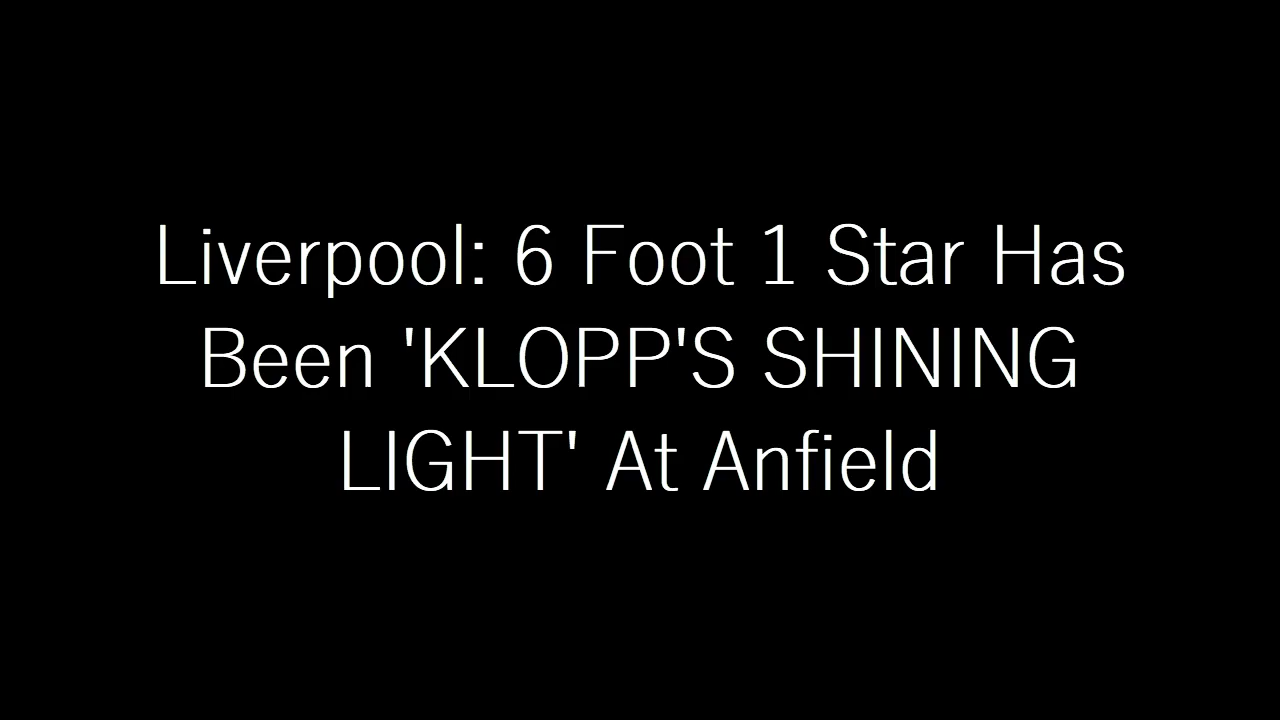 Liverpool: 6 Foot 1 Star Has
Been 'KLOPP'S SHINING
LIGHT' At Anfield